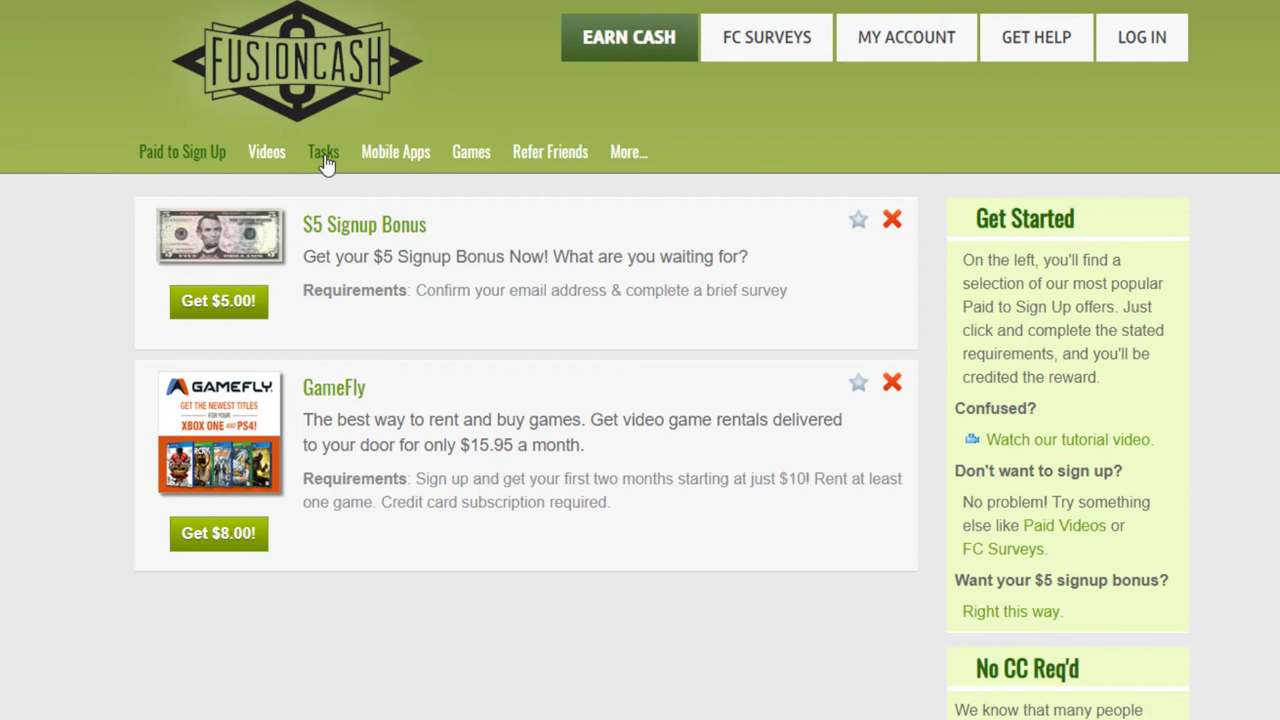 FUSIONCASH
EARN CASH
FC SURVEYS
MY ACCOUNT
GET HELP
LOG IN
Paid to Sign Up
Videos
Tasks
Mobile Apps
Games
Refer Friends
More...
$5 Signup Bonus
Get your $5 Signup Bonus Now! What are you waiting for?
Requirements: Confirm your email address & complete a brief survey
Get $5.00!
GAMEFLY.
GET THE NEWEST TITLES
FOR YOUR
XBOX ONE AND PS4!
GameFly
The best way to rent and buy games. Get video game rentals delivered
to your door for only $15.95 a month.
Requirements: Sign up and get your first two months starting at just $10! Rent at least
one game. Credit card subscription required.
Get $8.00!
Get Started
On the left, you'll find a
selection of our most popular
Paid to Sign Up offers. Just
click and complete the stated
requirements, and you'll be
credited the reward.
Confused?
Watch our tutorial video.
Don't want to sign up?
No problem! Try something
else like Paid Videos or
FC Surveys.
Want your $5 signup bonus?
Right this way.
No CC Req'd
We know that many people